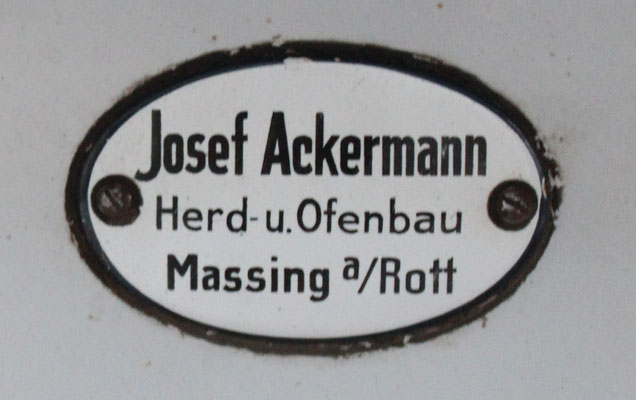 Josef Ackermann
Herd- u. Ofenbau
Massing a/Rott